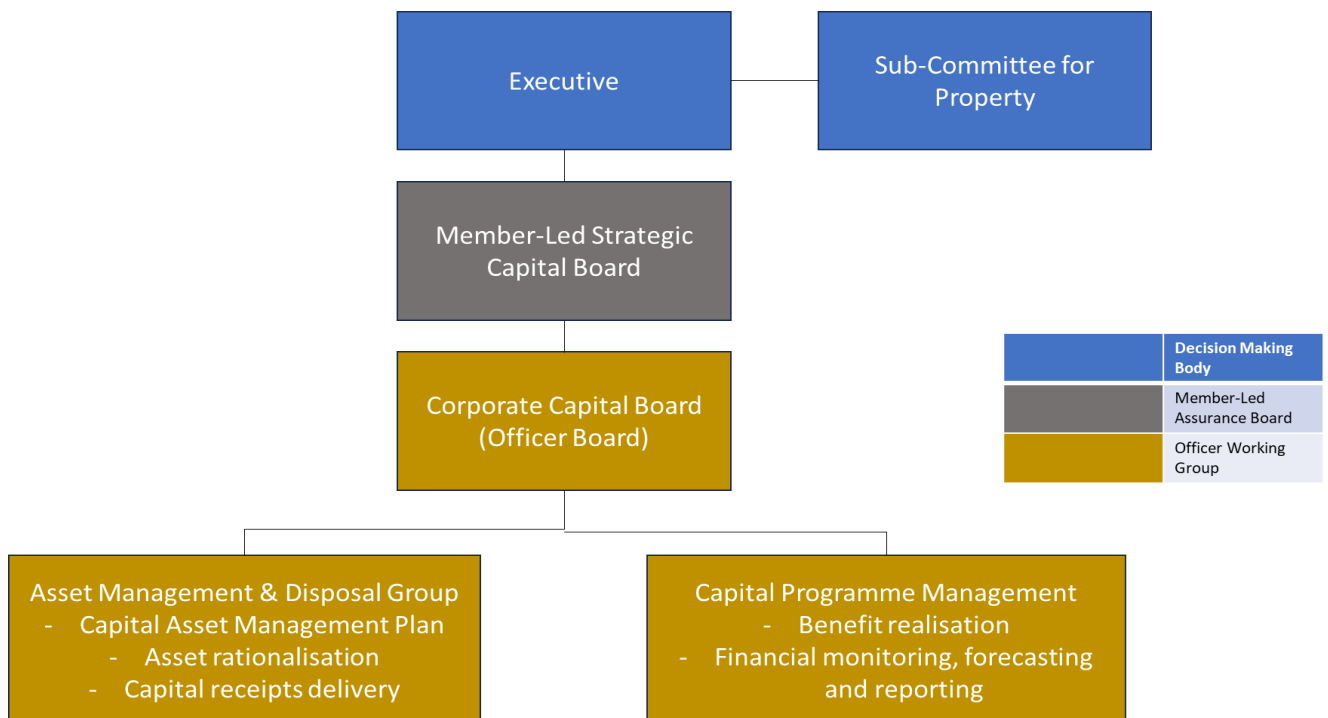 Executive
Sub-Committee for
Property
Member-Led Strategic
Capital Board
Corporate Capital Board
(Officer Board)
Decision Making
Body
Member-Led
Assurance Board
Officer Working
Group
Asset Management & Disposal Group
- Capital Asset Management Plan
- Asset rationalisation
- Capital receipts delivery
Capital Programme Management
- Benefit realisation
- Financial monitoring, forecasting
and reporting